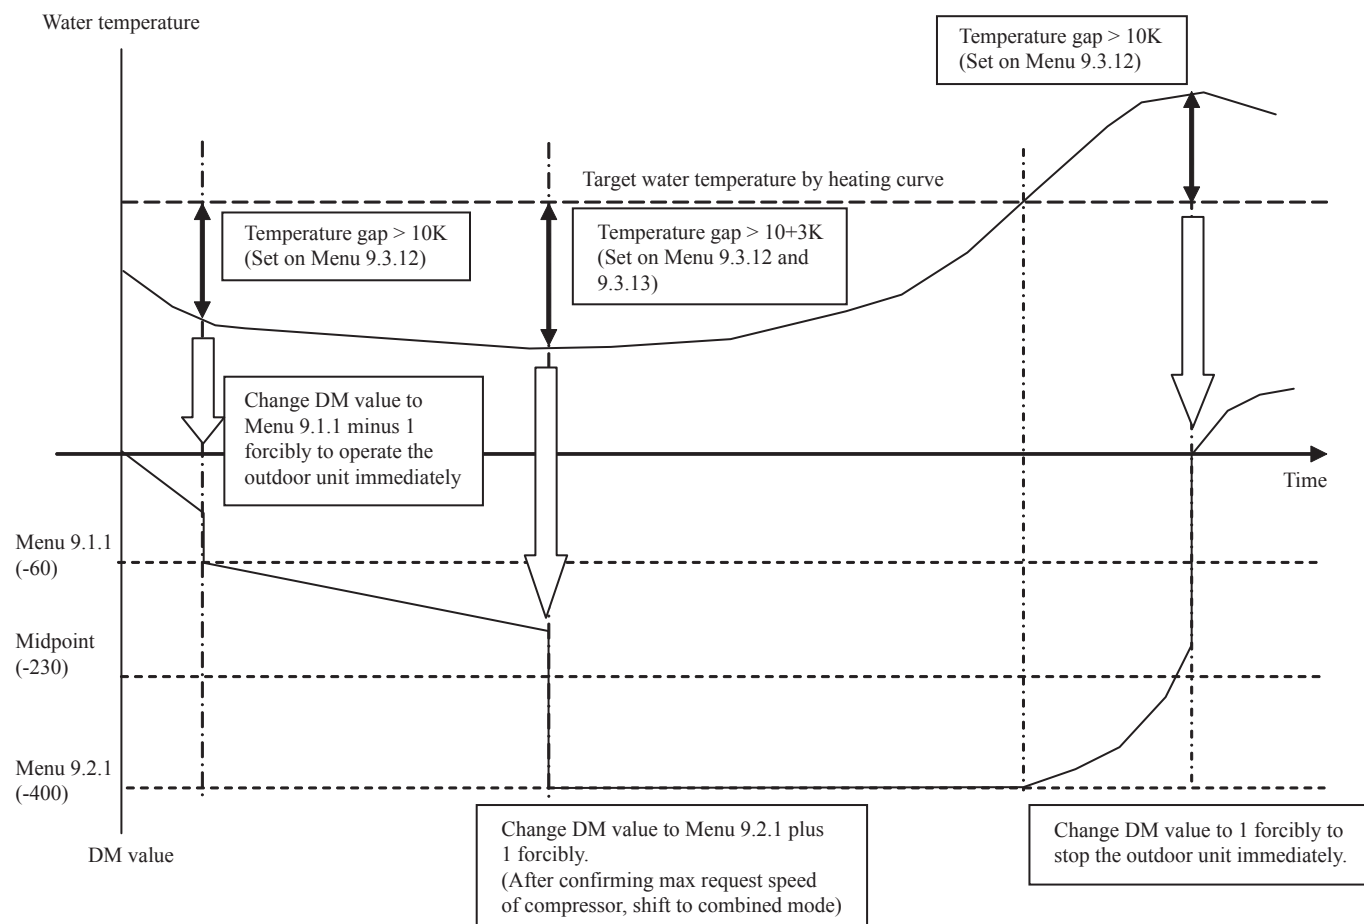 Water temperature
Temperature gap > 10K
(Set on Menu 9.3.12)
Target water temperature by heating curve
Temperature gap > 10K
(Set on Menu 9.3.12)
Temperature gap > 10+3K
(Set on Menu 9.3.12 and
9.3.13)
Change DM value to
Menu 9.1.1 minus 1
forcibly to operate the
outdoor unit immediately
Time
Menu 9.1.1
(-60)
Midpoint
(-230)
Menu 9.2.1
(-400)
DM value
Change DM value to Menu 9.2.1 plus
1 forcibly.
(After confirming max request speed
of compressor, shift to combined mode)
Change DM value to 1 forcibly to
stop the outdoor unit immediately.